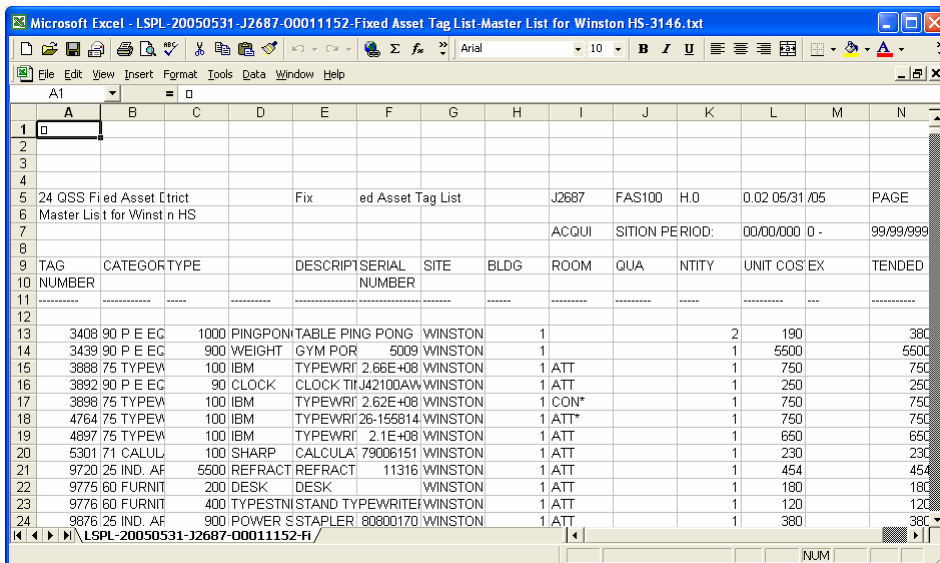 Microsoft Excel - LSPL-20050531-J2687-O0011152-Fixed Asset Tag List-Master List for Winston HS-3146.txt
Arial 10 B I U
File Edit View Insert Format Tools Data Window Help
A1 =
A B C D E F G H I J K L M N
1
2
3
4
5 24 QSS Fi ed Asset D trict Fix ed Asset Tag List J2687 FAS100 H.0 0.02 05/31 /05 PAGE
6 Master Lis t for Winst n HS
7 ACQUI SITION PE RIOD: 00/00/000 0 - 99/99/999
8
9 TAG CATEGOR TYPE DESCRIPT SERIAL SITE BLDG ROOM QUA NTITY UNIT COS EX TENDED
10 NUMBER NUMBER
11 ---------- ------------ ----- ---------- ---------------- -------------- ------- ------ ---------- ---------- ----- ---------- --- -----------
12
13 3408 90 P E EQ 1000 PINGPON TABLE PING PONG WINSTON 1 2 190 380
14 3439 90 P E EQ 900 WEIGHT GYM POR 5009 WINSTON 1 1 5500 5500
15 3888 75 TYPEW 100 IBM TYPEWRI 2.66E+08 WINSTON 1 ATT 1 750 750
16 3892 90 P E EQ 90 CLOCK CLOCK TI J42100AW WINSTON 1 ATT 1 250 250
17 3898 75 TYPEW 100 IBM TYPEWRI 2.62E+08 WINSTON 1 CON* 1 750 750
18 4764 75 TYPEW 100 IBM TYPEWRI 26-155814 WINSTON 1 ATT* 1 750 750
19 4897 75 TYPEW 100 IBM TYPEWRI 2.1E+08 WINSTON 1 ATT 1 650 650
20 5301 71 CALUL 100 SHARP CALCULA 79006151 WINSTON 1 ATT 1 230 230
21 9720 25 IND. AR 5500 REFRACT REFRACT 11316 WINSTON 1 ATT 1 454 454
22 9775 60 FURNIT 200 DESK DESK WINSTON 1 ATT 1 180 180
23 9776 60 FURNIT 400 TYPESTNI STAND TYPEWRITE WINSTON 1 ATT 1 120 120
24 9876 25 IND. AR 900 POWER S STAPLER 80800170 WINSTON 1 ATT 1 380 380
LSPL-20050531-J2687-O0011152-Fi
NUM